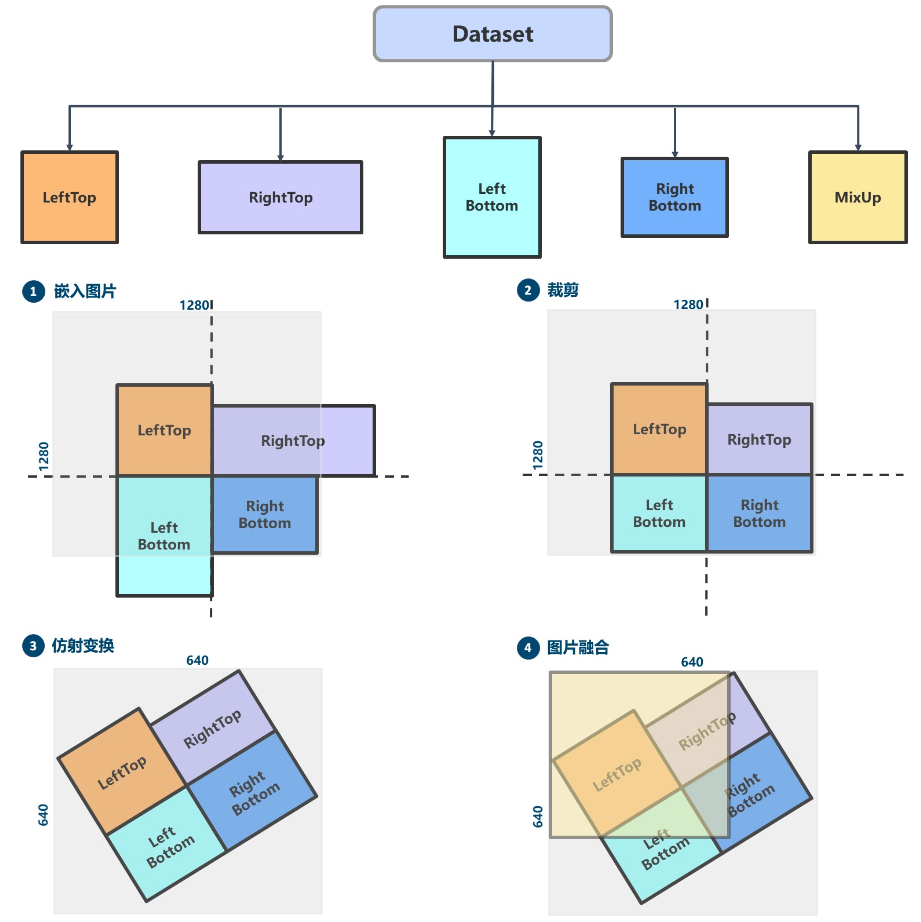 Dataset
LeftTop
RightTop
Left
Bottom
Right
Bottom
MixUp
1 嵌入图片
1280
1280
LeftTop
RightTop
Left
Bottom
Right
Bottom
2 裁剪
1280
1280
LeftTop
RightTop
Left
Bottom
Right
Bottom
3 仿射变换
640
640
LeftTop
RightTop
Left
Bottom
Right
Bottom
4 图片融合
640
640
LeftTop
RightTop
Left
Bottom
Right
Bottom